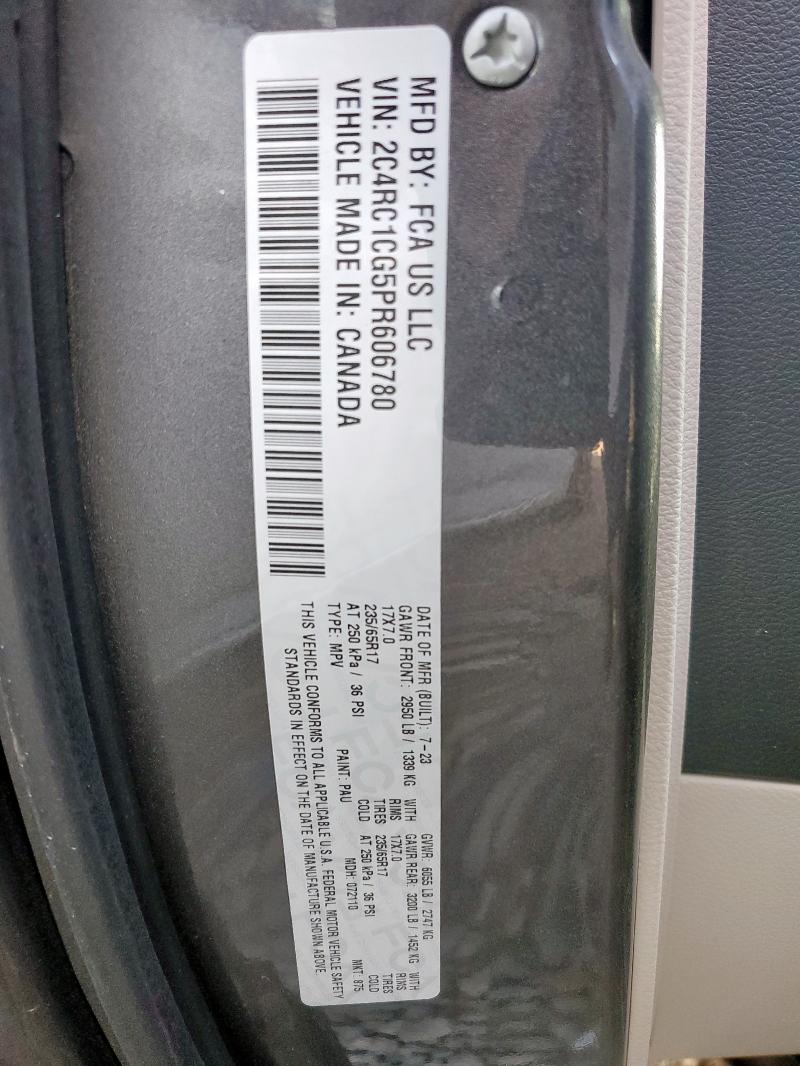 MFD BY: FCA US LLC
VIN: 2C4RC1CG5PR606780
VEHICLE MADE IN: CANADA
DATE OF MFR (BUILT): 7-23 GVWR: 6055 LB / 2747 KG
GAWR FRONT: 2950 LB / 1339 KG WITH GAWR REAR: 3200 LB / 1452 KG WITH
17X7.0 RIMS 17X7.0 RIMS
235/65R17 TIRES 235/65R17 TIRES
AT 250 kPa / 36 PSI COLD AT 250 kPa / 36 PSI COLD
TYPE: MPV PAINT: PAU MDH: 072110 MKT: 875
THIS VEHICLE CONFORMS TO ALL APPLICABLE U.S.A. FEDERAL MOTOR VEHICLE SAFETY
STANDARDS IN EFFECT ON THE DATE OF MANUFACTURE SHOWN ABOVE.